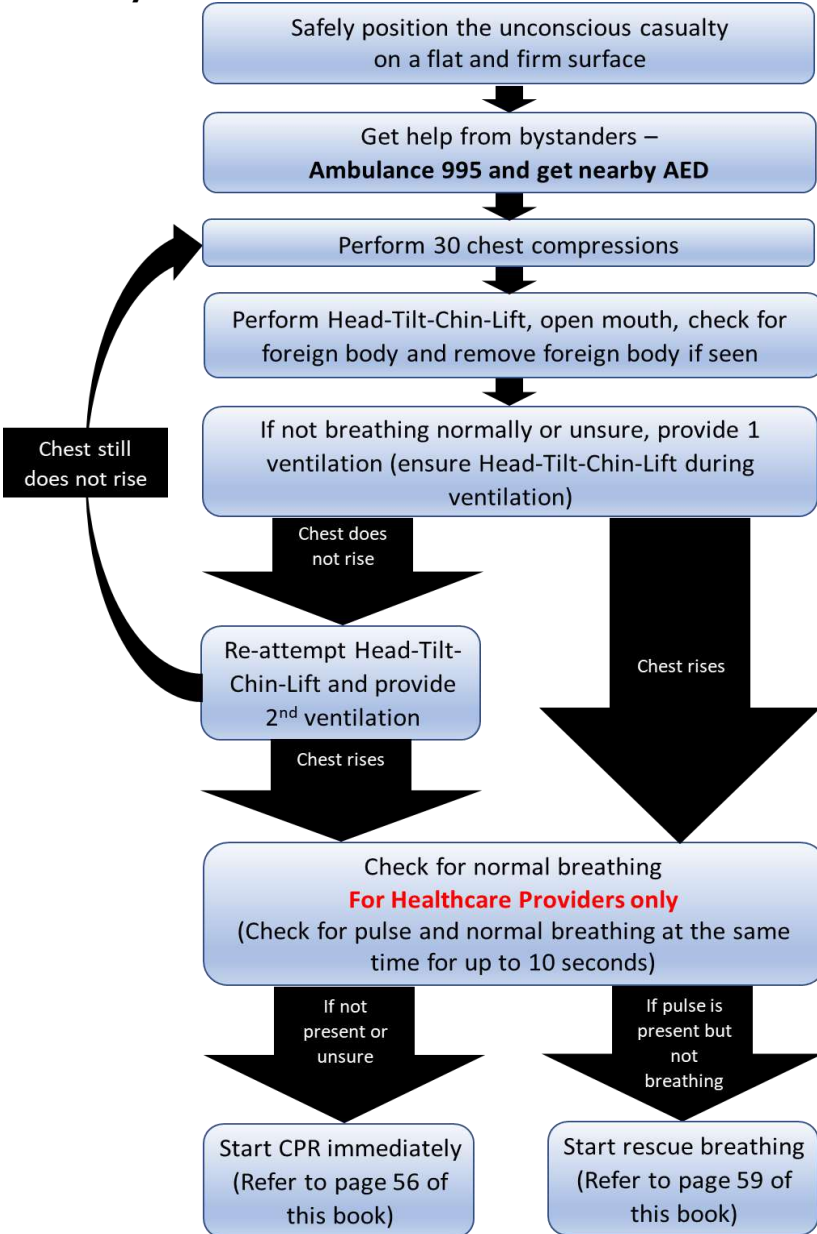 Safely position the unconscious casualty
on a flat and firm surface
Get help from bystanders –
Ambulance 995 and get nearby AED
Perform 30 chest compressions
Perform Head-Tilt-Chin-Lift, open mouth, check for
foreign body and remove foreign body if seen
If not breathing normally or unsure, provide 1
ventilation (ensure Head-Tilt-Chin-Lift during
ventilation)
Chest still
does not rise
Chest does
not rise
Re-attempt Head-Tilt-
Chin-Lift and provide
2nd ventilation
Chest rises
Chest rises
Check for normal breathing
For Healthcare Providers only
(Check for pulse and normal breathing at the same
time for up to 10 seconds)
If not
present or
unsure
If pulse is
present but
not
breathing
Start CPR immediately
(Refer to page 56 of
this book)
Start rescue breathing
(Refer to page 59 of
this book)